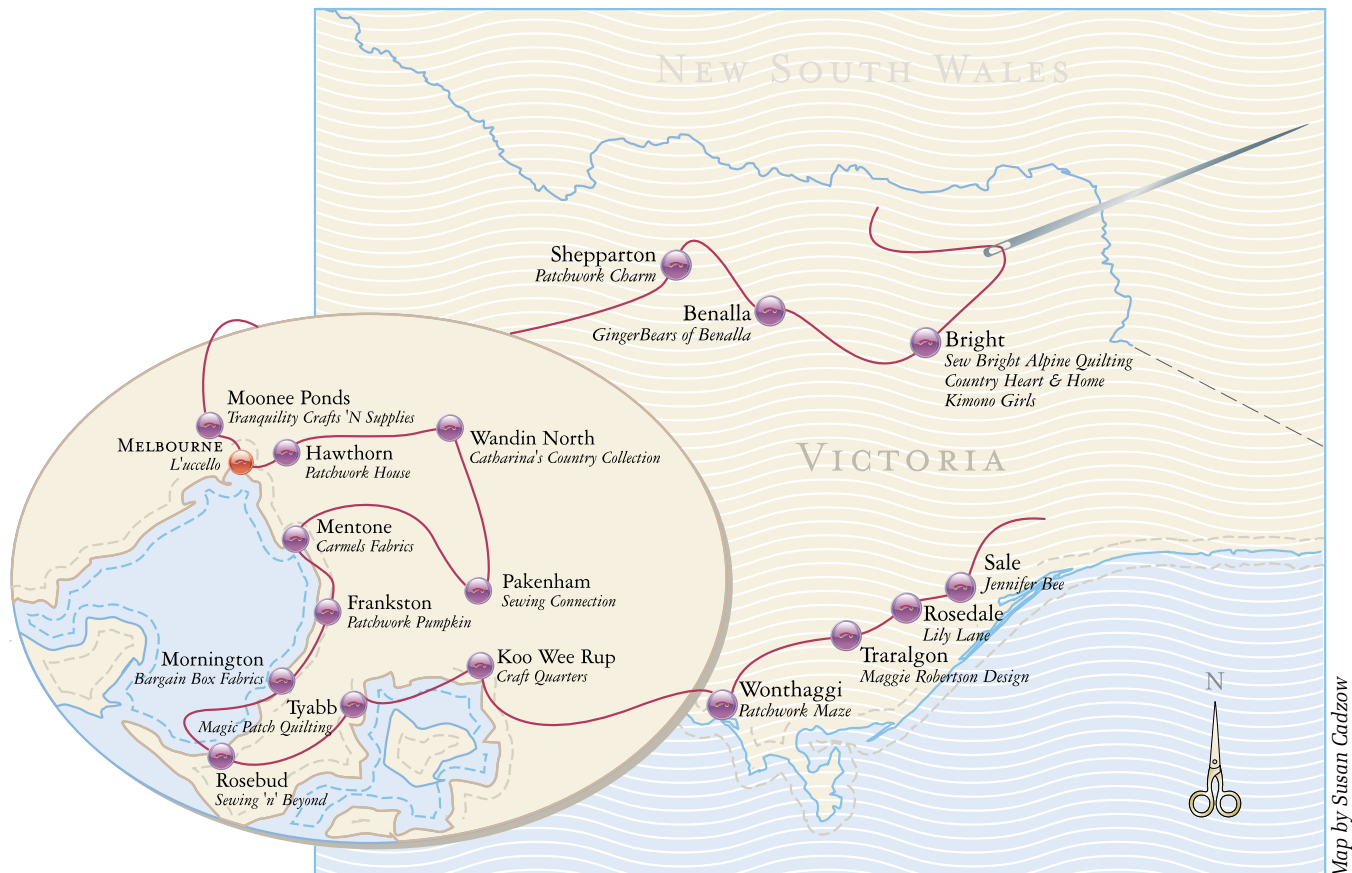 NEW SOUTH WALES
Shepparton
Patchwork Charm
Benalla
GingerBears of Benalla
Bright
Sew Bright Alpine Quilting
Country Heart & Home
Kimono Girls
VICTORIA
Moonee Ponds
Tranquility Crafts 'N Supplies
MELBOURNE
L'uccello
Hawthorn
Patchwork House
Wandin North
Catharina's Country Collection
Mentone
Carmels Fabrics
Pakenham
Sewing Connection
Frankston
Patchwork Pumpkin
Mornington
Bargain Box Fabrics
Koo Wee Rup
Craft Quarters
Tyabb
Magic Patch Quilting
Rosebud
Sewing 'n' Beyond
Sale
Jennifer Bee
Rosedale
Lily Lane
Traralgon
Maggie Robertson Design
Wonthaggi
Patchwork Maze
N
Map by Susan Cadzow